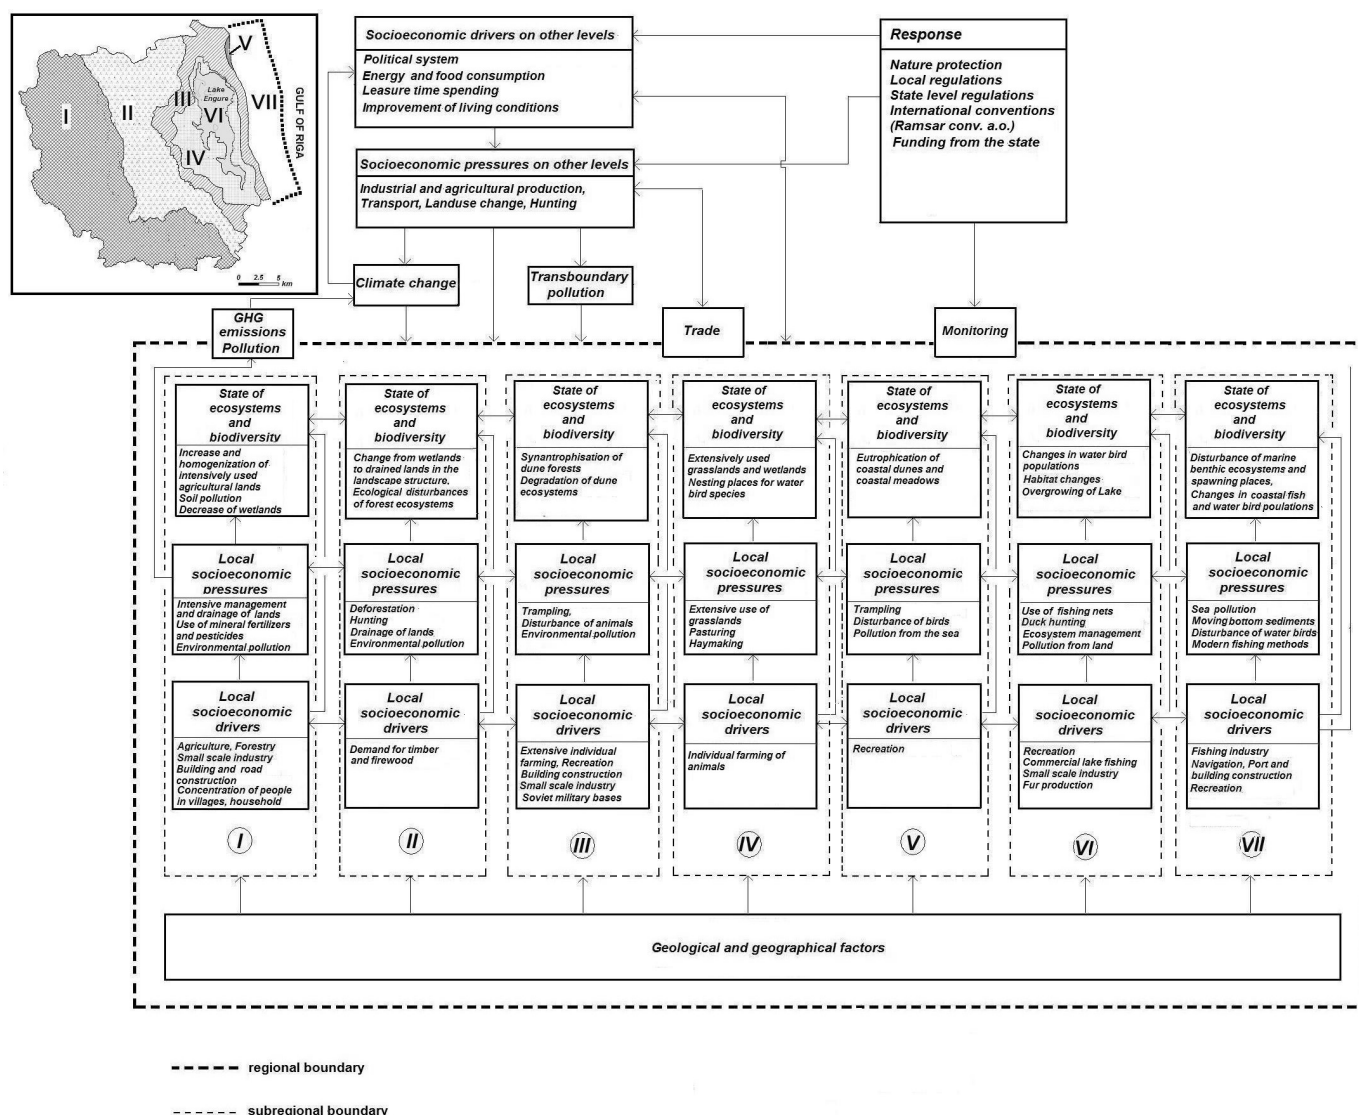 I
II
III
IV
V
VI
VII
Lake
Engure
GULF OF RIGA
0 2.5 5
km
Socioeconomic drivers on other levels
Political system
Energy and food consumption
Leasure time spending
Improvement of living conditions
Response
Nature protection
Local regulations
State level regulations
International conventions
(Ramsar conv. a.o.)
Funding from the state
Socioeconomic pressures on other levels
Industrial and agricultural production,
Transport, Landuse change, Hunting
Climate change
Transboundary
pollution
GHG
emissions
Pollution
Trade
Monitoring
State of
ecosystems
and
biodiversity
Increase and
homogenization of
intensively used
agricultural lands
Soil pollution
Decrease of wetlands
Local
socioeconomic
pressures
Intensive management
and drainage of lands
Use of mineral fertilizers
and pesticides
Environmental pollution
Local
socioeconomic
drivers
Agriculture, Forestry
Small scale industry
Building and road
construction
Concentration of people
in villages, household
I
State of
ecosystems
and
biodiversity
Change from wetlands
to drained lands in the
landscape structure,
Ecological disturbances
of forest ecosystems
Local
socioeconomic
pressures
Deforestation
Hunting
Drainage of lands
Environmental pollution
Local
socioeconomic
drivers
Demand for timber
and firewood
II
State of
ecosystems
and
biodiversity
Synantrophisation of
dune forests
Degradation of dune
ecosystems
Local
socioeconomic
pressures
Trampling,
Disturbance of animals
Environmental pollution
Local
socioeconomic
drivers
Extensive individual
farming, Recreation
Building construction
Small scale industry
Soviet military bases
III
State of
ecosystems
and
biodiversity
Extensively used
grasslands and wetlands
Nesting places for water
bird species
Local
socioeconomic
pressures
Extensive use of
grasslands
Pasturing
Haymaking
Local
socioeconomic
drivers
Individual farming of
animals
IV
State of
ecosystems
and
biodiversity
Eutrophication of
coastal dunes and
coastal meadows
Local
socioeconomic
pressures
Trampling
Disturbance of birds
Pollution from the sea
Local
socioeconomic
drivers
Recreation
V
State of
ecosystems
and
biodiversity
Changes in water bird
populations
Habitat changes
Overgrowing of Lake
Local
socioeconomic
pressures
Use of fishing nets
Duck hunting
Ecosystem management
Pollution from land
Local
socioeconomic
drivers
Recreation
Commercial lake fishing
Small scale industry
Fur production
VI
State of
ecosystems
and
biodiversity
Disturbance of marine
benthic ecosystems and
spawning places,
Changes in coastal fish
and water bird poulations
Local
socioeconomic
pressures
Sea pollution
Moving bottom sediments
Disturbance of water birds
Modern fishing methods
Local
socioeconomic
drivers
Fishing industry
Navigation, Port and
building construction
Recreation
VII
Geological and geographical factors
regional boundary
subregional boundary